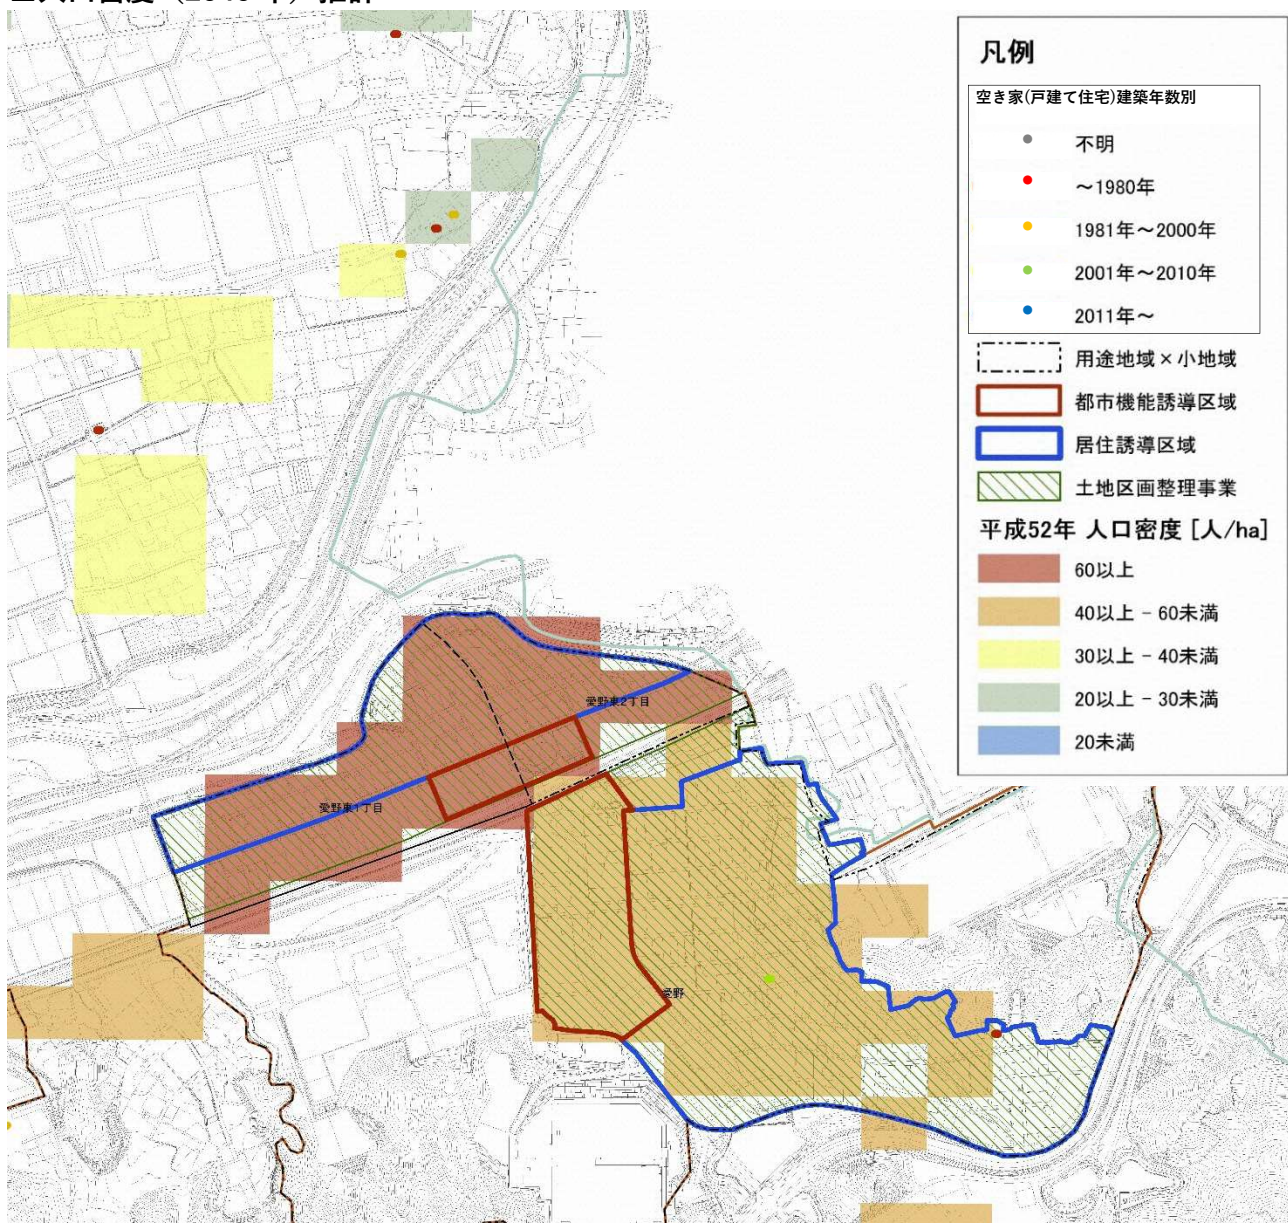 凡例
空き家(戸建て住宅)建築年数別
不明
～1980年
1981年～2000年
2001年～2010年
2011年～
用途地域×小地域
都市機能誘導区域
居住誘導区域
土地区画整理事業
平成52年 人口密度 [人/ha]
60以上
40以上 - 60未満
30以上 - 40未満
20以上 - 30未満
20未満
愛野東2丁目
愛野東1丁目
愛野